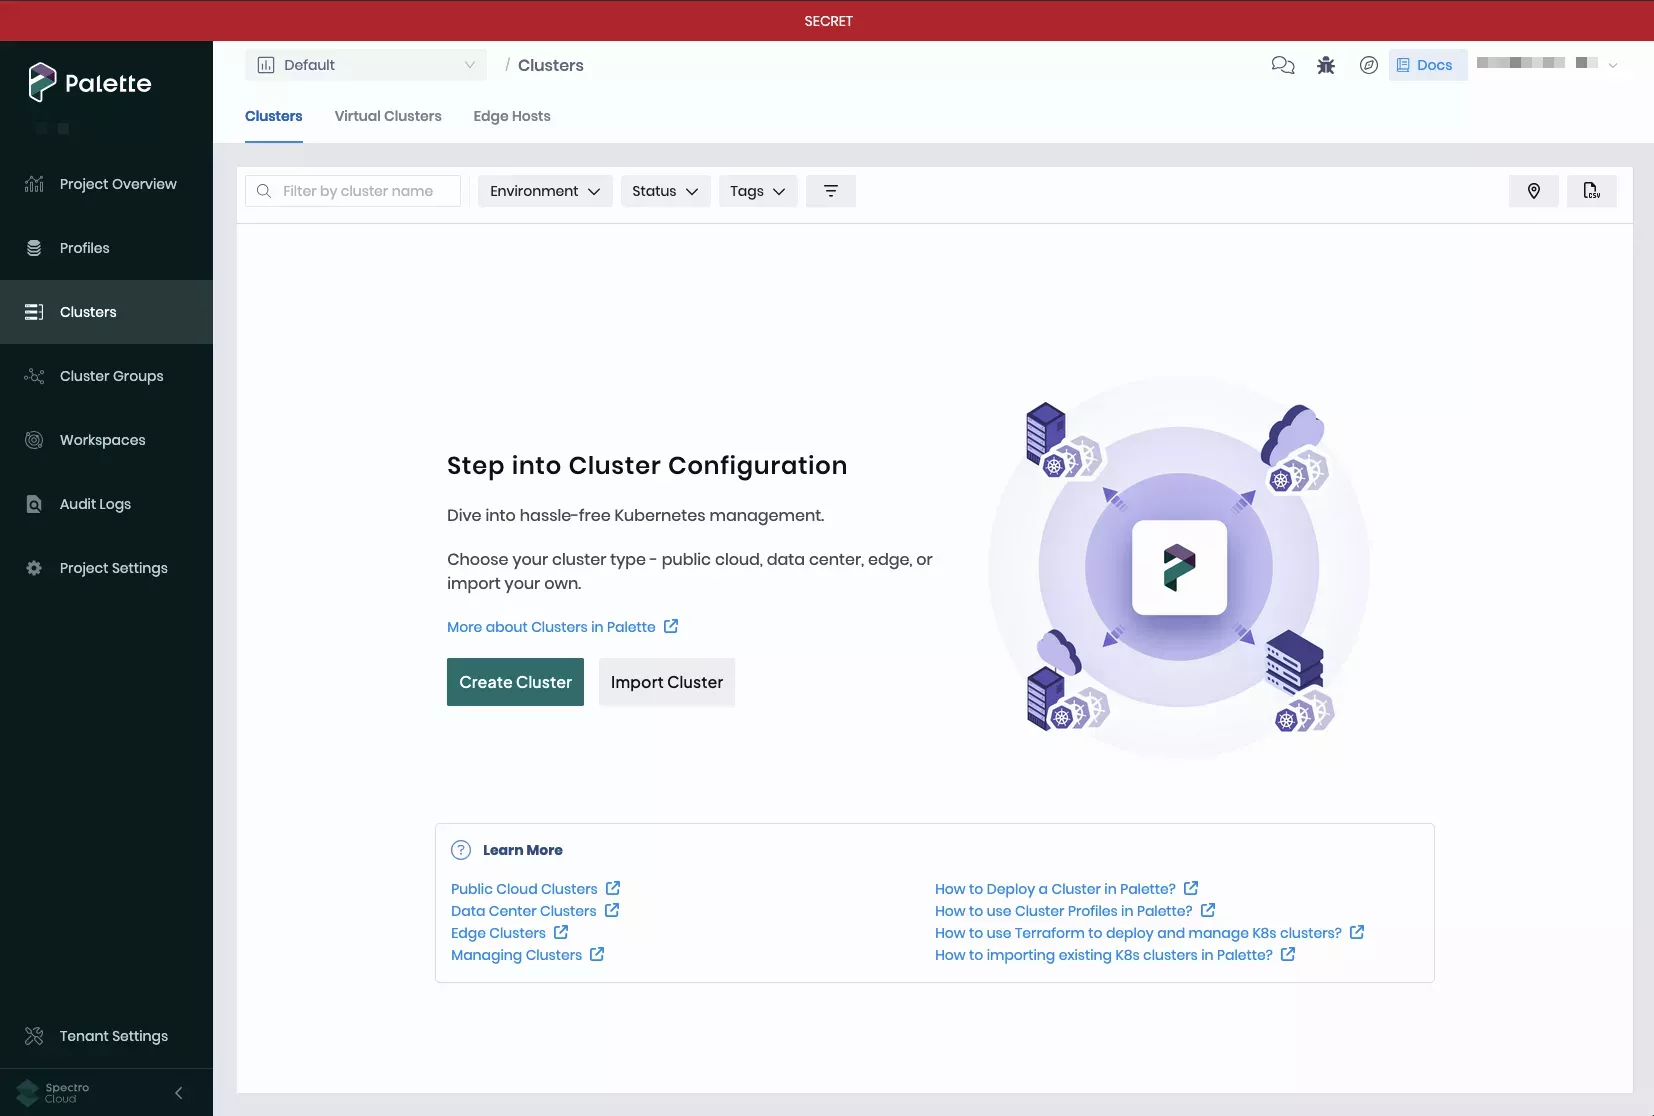 SECRET
Palette
Default
/ Clusters
Docs
Clusters
Virtual Clusters
Edge Hosts
Project Overview
Profiles
Clusters
Cluster Groups
Workspaces
Audit Logs
Project Settings
Tenant Settings
Spectro
Cloud
Filter by cluster name
Environment
Status
Tags
CSV
Step into Cluster Configuration
Dive into hassle-free Kubernetes management.
Choose your cluster type - public cloud, data center, edge, or
import your own.
More about Clusters in Palette
Create Cluster
Import Cluster
? Learn More
Public Cloud Clusters
Data Center Clusters
Edge Clusters
Managing Clusters
How to Deploy a Cluster in Palette?
How to use Cluster Profiles in Palette?
How to use Terraform to deploy and manage K8s clusters?
How to importing existing K8s clusters in Palette?